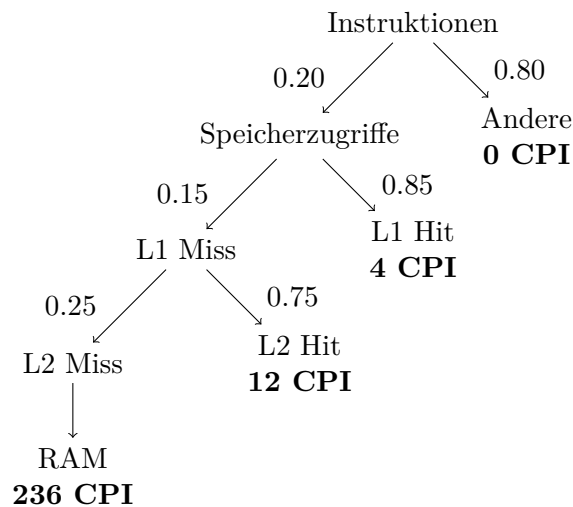 Instruktionen
0.20
0.80
Speicherzugriffe
Andere
0 CPI
0.15
0.85
L1 Miss
L1 Hit
4 CPI
0.25
0.75
L2 Miss
L2 Hit
12 CPI
RAM
236 CPI